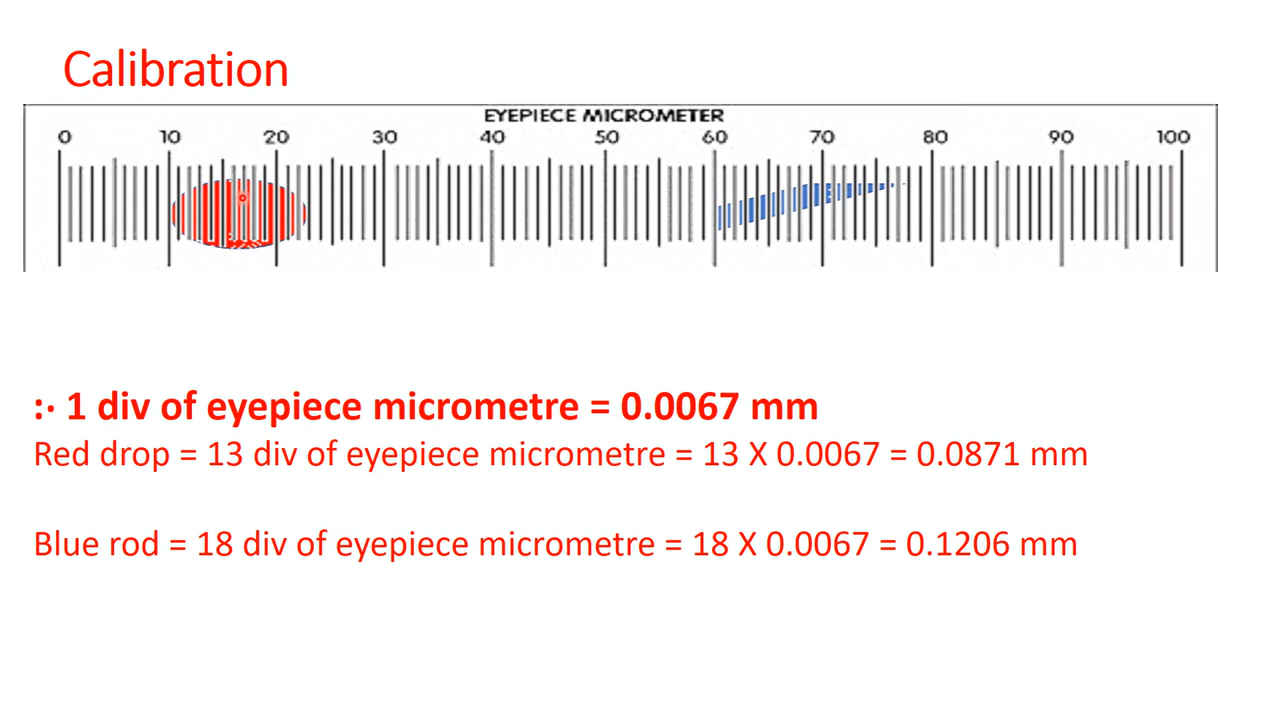 Calibration
EYEPIECE MICROMETER
0 10 20 30 40 50 60 70 80 90 100
:· 1 div of eyepiece micrometre = 0.0067 mm
Red drop = 13 div of eyepiece micrometre = 13 X 0.0067 = 0.0871 mm
Blue rod = 18 div of eyepiece micrometre = 18 X 0.0067 = 0.1206 mm